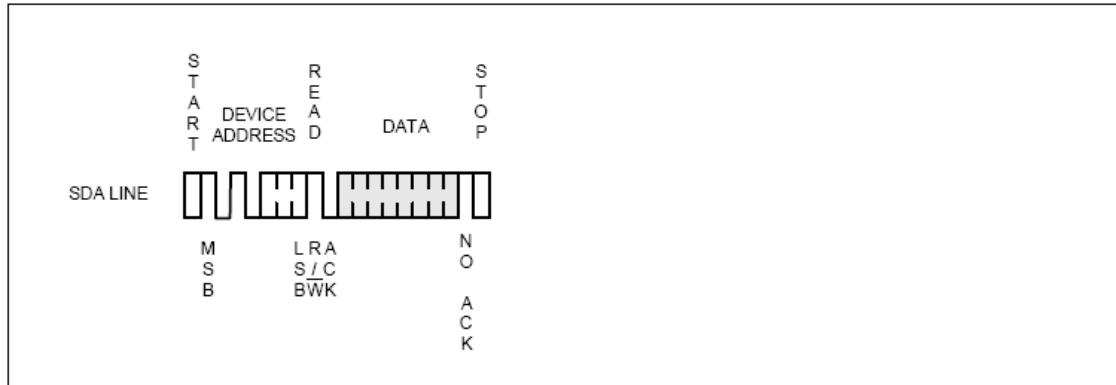 START
DEVICE
ADDRESS
READ
DATA
STOP
SDA LINE
MSB
LSB
R/W
ACK
NO ACK